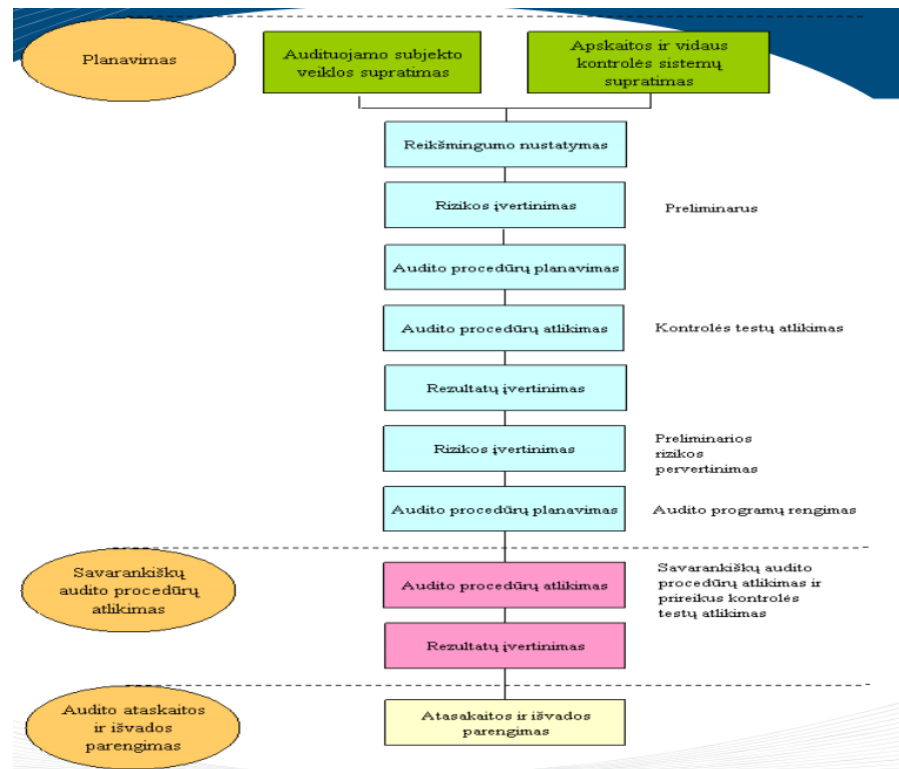 Planavimas
Audituojamo subjekto
veiklos supratimas
Apskaitos ir vidaus
kontrolės sistemų
supratimas
Reikšmingumo nustatymas
Rizikos įvertinimas
Preliminarus
Audito procedūrų planavimas
Audito procedūrų atlikimas
Kontrolės testų atlikimas
Rezultatų įvertinimas
Rizikos įvertinimas
Preliminarios
rizikos
pervertinimas
Audito procedūrų planavimas
Audito programų rengimas
Savarankiškų
audito procedūrų
atlikimas
Audito procedūrų atlikimas
Savarankiškų audito
procedūrų atlikimas ir
prireikus kontrolės
testų atlikimas
Rezultatų įvertinimas
Audito ataskaitos
ir išvados
parengimas
Atasakaitos ir išvados
parengimas